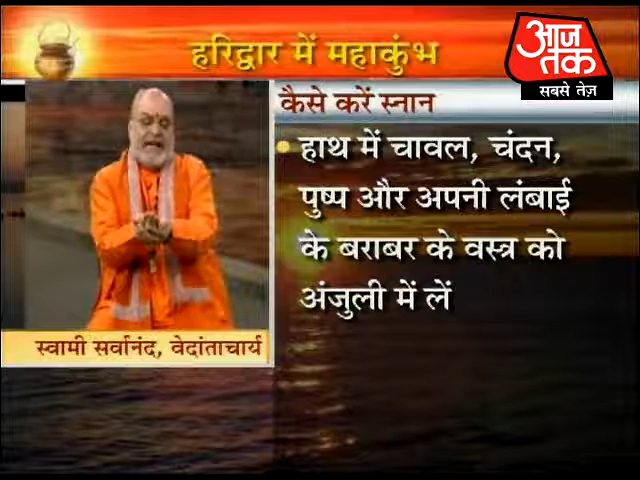 हरिद्वार में महाकुंभ
आज
तक
सबसे तेज़
कैसे करें स्नान
हाथ में चावल, चंदन,
पुष्प और अपनी लंबाई
के बराबर के वस्त्र को
अंजुली में लें
स्वामी सर्वानंद, वेदांताचार्य